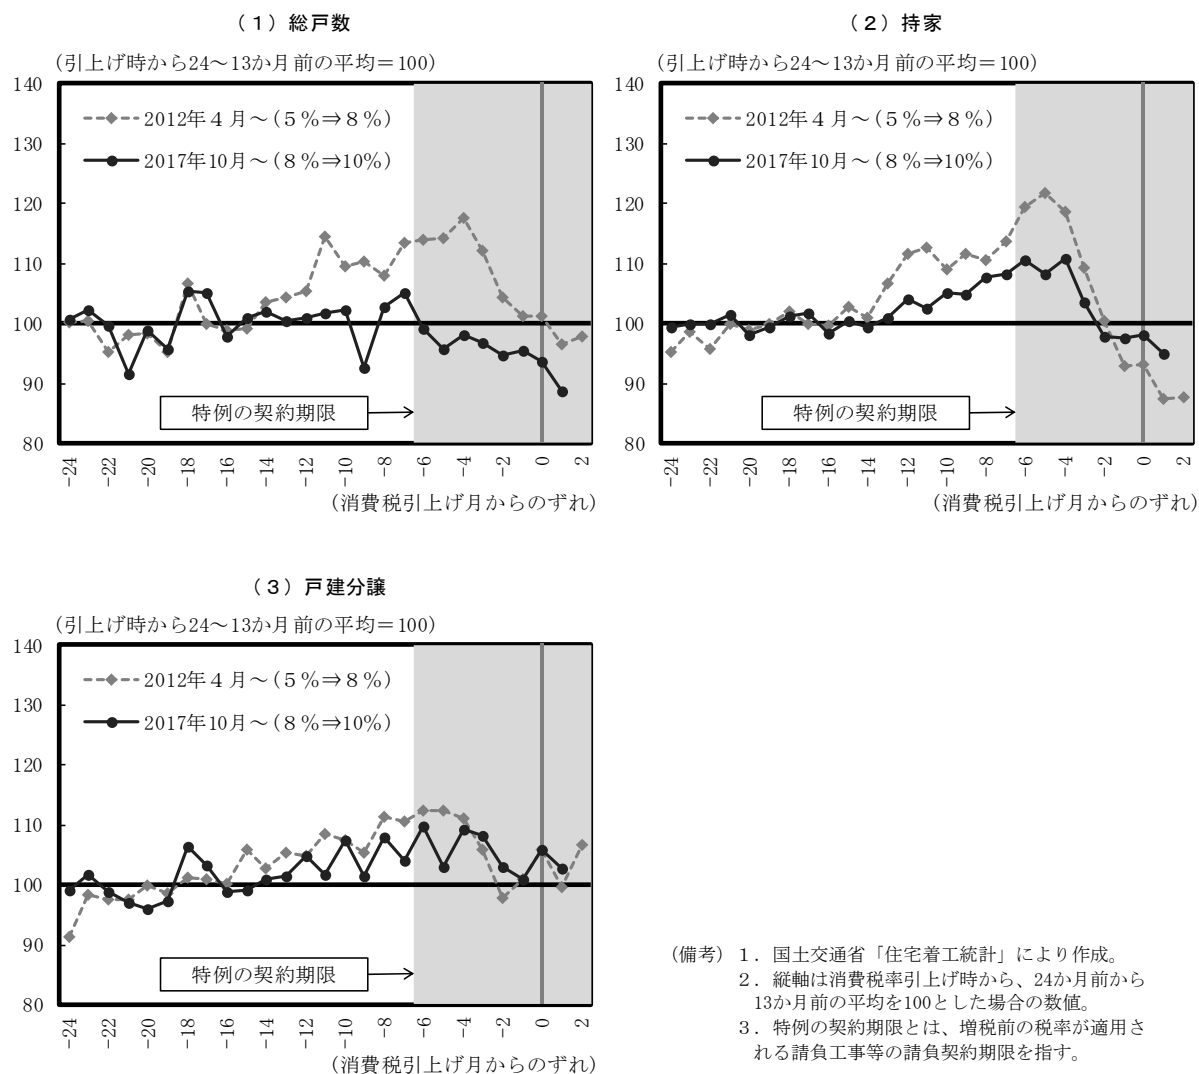 （１）総戸数
(引上げ時から24～13か月前の平均＝100)
140
130
120
110
100
90
80
2012年４月～(５％⇒８％)
2017年10月～(８％⇒10％)
特例の契約期限
-24
-22
-20
-18
-16
-14
-12
-10
-8
-6
-4
-2
0
2
(消費税引上げ月からのずれ)
（２）持家
(引上げ時から24～13か月前の平均＝100)
140
130
120
110
100
90
80
2012年４月～(５％⇒８％)
2017年10月～(８％⇒10％)
特例の契約期限
-24
-22
-20
-18
-16
-14
-12
-10
-8
-6
-4
-2
0
2
(消費税引上げ月からのずれ)
（３）戸建分譲
(引上げ時から24～13か月前の平均＝100)
140
130
120
110
100
90
80
2012年４月～(５％⇒８％)
2017年10月～(８％⇒10％)
特例の契約期限
-24
-22
-20
-18
-16
-14
-12
-10
-8
-6
-4
-2
0
2
(消費税引上げ月からのずれ)
(備考) １．国土交通省「住宅着工統計」により作成。
２．縦軸は消費税率引上げ時から、24か月前から
13か月前の平均を100とした場合の数値。
３．特例の契約期限とは、増税前の税率が適用さ
れる請負工事等の請負契約期限を指す。